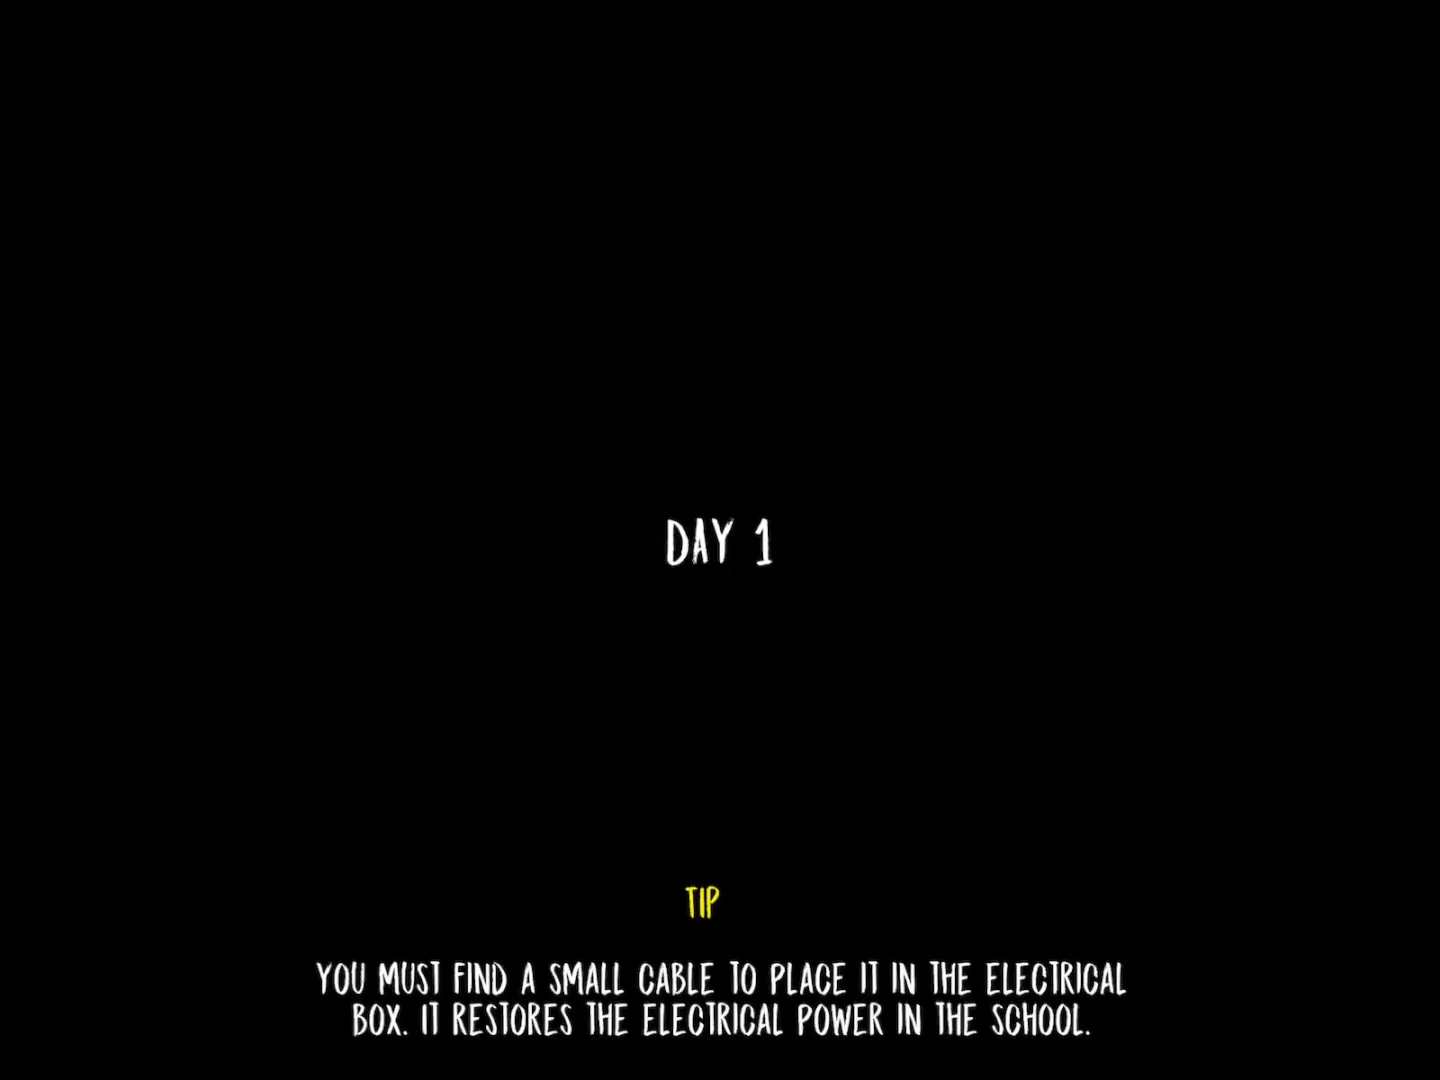 DAY 1
TIP
YOU MUST FIND A SMALL CABLE TO PLACE IT IN THE ELECTRICAL
BOX. IT RESTORES THE ELECTRICAL POWER IN THE SCHOOL.